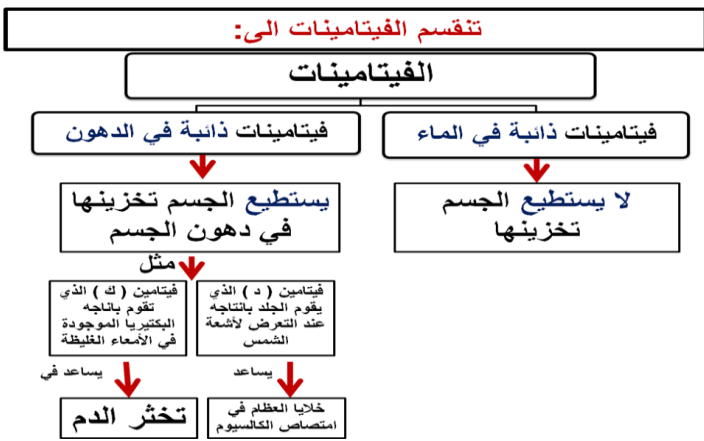 تنقسم الفيتامينات الى:
الفيتامينات
فيتامينات ذائبة في الماء
فيتامينات ذائبة في الدهون
لا يستطيع الجسم
تخزينها
يستطيع الجسم تخزينها
في دهون الجسم
مثل
فيتامين ( د ) الذي
يقوم الجلد بانتاجه
عند التعرض لأشعة
الشمس
فيتامين ( ك ) الذي
تقوم باناجه
البكتيريا الموجودة
في الأمعاء الغليظة
يساعد
يساعد في
خلايا العظام في
امتصاص الكالسيوم
تخثر الدم